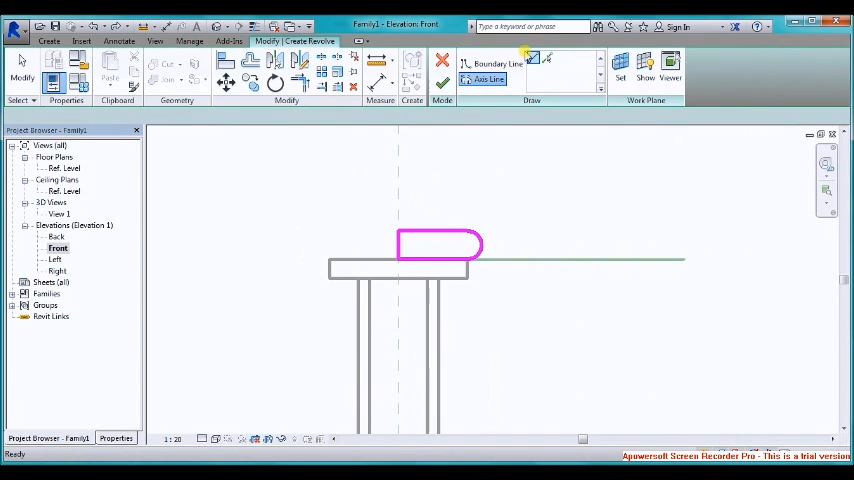 Family1 - Elevation: Front
Type a keyword or phrase
Sign In
Create Insert Annotate View Manage Add-Ins Modify | Create Revolve
Modify
Select
Properties
Paste
Clipboard
Cut
Join
Geometry
Modify
Measure
Create
Mode
Boundary Line
Axis Line
Draw
Set
Show
Viewer
Work Plane
Project Browser - Family1
Views (all)
Floor Plans
Ref. Level
Ceiling Plans
Ref. Level
3D Views
View 1
Elevations (Elevation 1)
Back
Front
Left
Right
Sheets (all)
Families
Groups
Revit Links
Project Browser - Family1
Properties
1 : 20
Ready
Apowersoft Screen Recorder Pro - This is a trial version